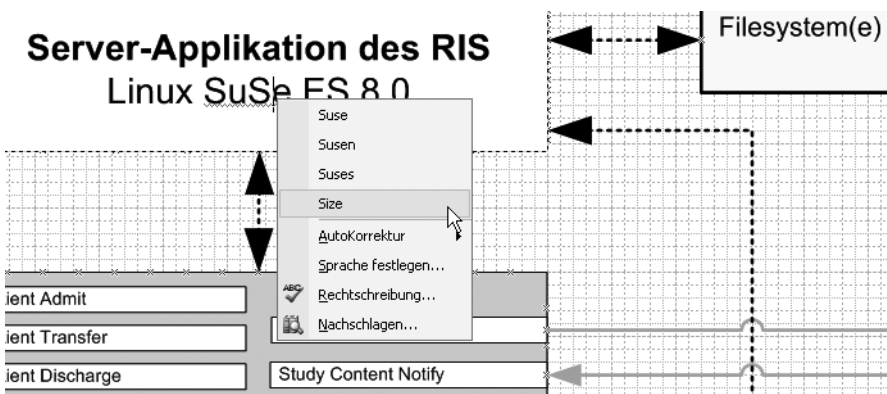 Server-Applikation des RIS
Linux SuSe ES 8.0
Filesystem(e)
Suse
Susen
Suses
Size
AutoKorrektur
Sprache festlegen...
Rechtschreibung...
Nachschlagen...
ient Admit
ient Transfer
ient Discharge
Study Content Notify